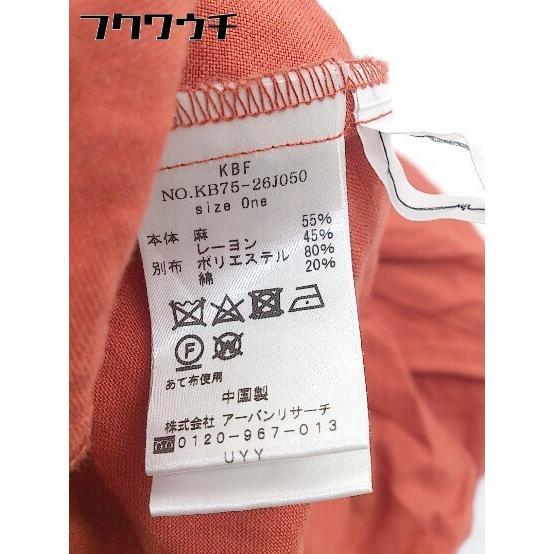 フクウウチ
KBF
NO.KB75-26J050
size One
本体 麻 55%
レーヨン 45%
別布 ポリエステル 80%
綿 20%
F W
あて布使用
中国製
株式会社 アーバンリサーチ
0120-967-013
UYY